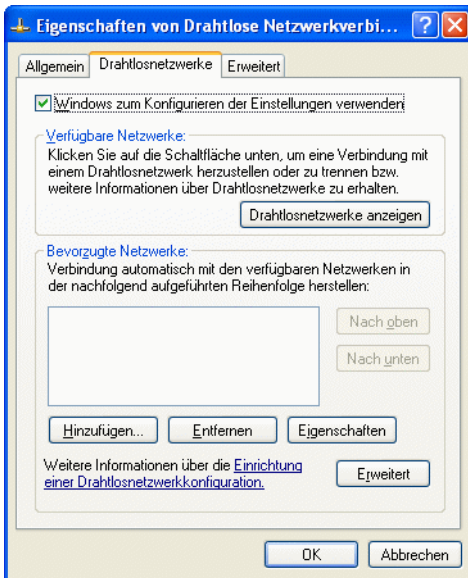 Eigenschaften von Drahtlose Netzwerkverbi...
Allgemein Drahtlosnetzwerke Erweitert
Windows zum Konfigurieren der Einstellungen verwenden
Verfügbare Netzwerke:
Klicken Sie auf die Schaltfläche unten, um eine Verbindung mit
einem Drahtlosnetzwerk herzustellen oder zu trennen bzw.
weitere Informationen über Drahtlosnetzwerke zu erhalten.
Drahtlosnetzwerke anzeigen
Bevorzugte Netzwerke:
Verbindung automatisch mit den verfügbaren Netzwerken in
der nachfolgend aufgeführten Reihenfolge herstellen:
Nach oben
Nach unten
Hinzufügen... Entfernen Eigenschaften
Weitere Informationen über die Einrichtung
einer Drahtlosnetzwerkkonfiguration.
Erweitert
OK Abbrechen